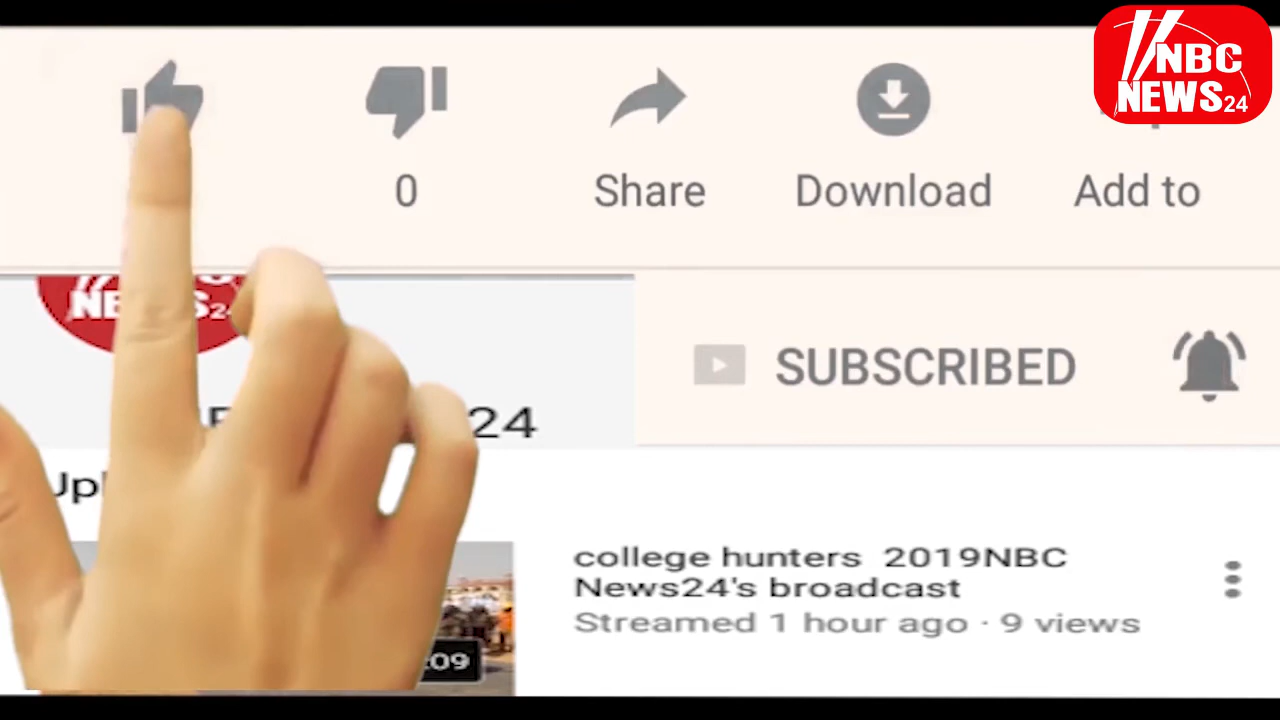 NBC
NEWS24
0
Share
Download
Add to
24
SUBSCRIBED
college hunters 2019NBC
News24's broadcast
Streamed 1 hour ago · 9 views
:09